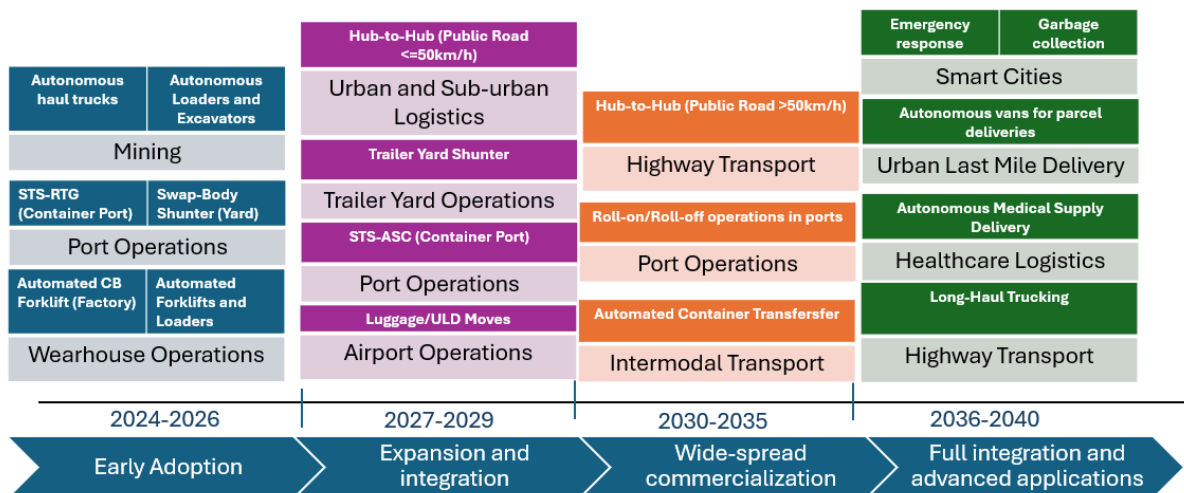 Autonomous
haul trucks
Autonomous
Loaders and
Excavators
Mining
STS-RTG
(Container Port)
Swap-Body
Shunter (Yard)
Port Operations
Automated CB
Forklift (Factory)
Automated
Forklifts and
Loaders
Wearhouse Operations
Hub-to-Hub (Public Road
<=50km/h)
Urban and Sub-urban
Logistics
Trailer Yard Shunter
Trailer Yard Operations
STS-ASC (Container Port)
Port Operations
Luggage/ULD Moves
Airport Operations
Hub-to-Hub (Public Road >50km/h)
Highway Transport
Roll-on/Roll-off operations in ports
Port Operations
Automated Container Transfersfer
Intermodal Transport
Emergency
response
Garbage
collection
Smart Cities
Autonomous vans for parcel
deliveries
Urban Last Mile Delivery
Autonomous Medical Supply
Delivery
Healthcare Logistics
Long-Haul Trucking
Highway Transport
2024-2026
2027-2029
2030-2035
2036-2040
Early Adoption
Expansion and
integration
Wide-spread
commercialization
Full integration and
advanced applications